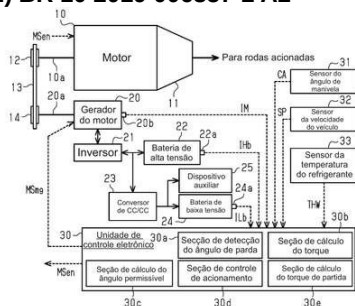 BR 10 2019 008337-2 A2
10
MSen
Motor
Para rodas acionadas
12
13
10a
11
14
20a
Gerador
do motor
20
20b
IM
CA
31
Sensor do
ângulo de
manivela
SP
32
Sensor
da velocidade
do veículo
33
Sensor da
temperatura do
refrigerante
THW
21
Inversor
22
22a
Bateria de
alta tensão
IHb
MSmg
23
Conversor
de CC/CC
Dispositivo
auxiliar
25
24a
Bateria de
baixa tensão
24
ILb
30
Unidade de
controle eletrônico
30a
Secção de detecção
do ângulo de parda
30b
Seção de cálculo
do torque
MSen
Seção de cálculo do
ângulo permissível
Seção de controle
de acionamento
Seção de cálculo do
torque de partida
30c
30d
30e